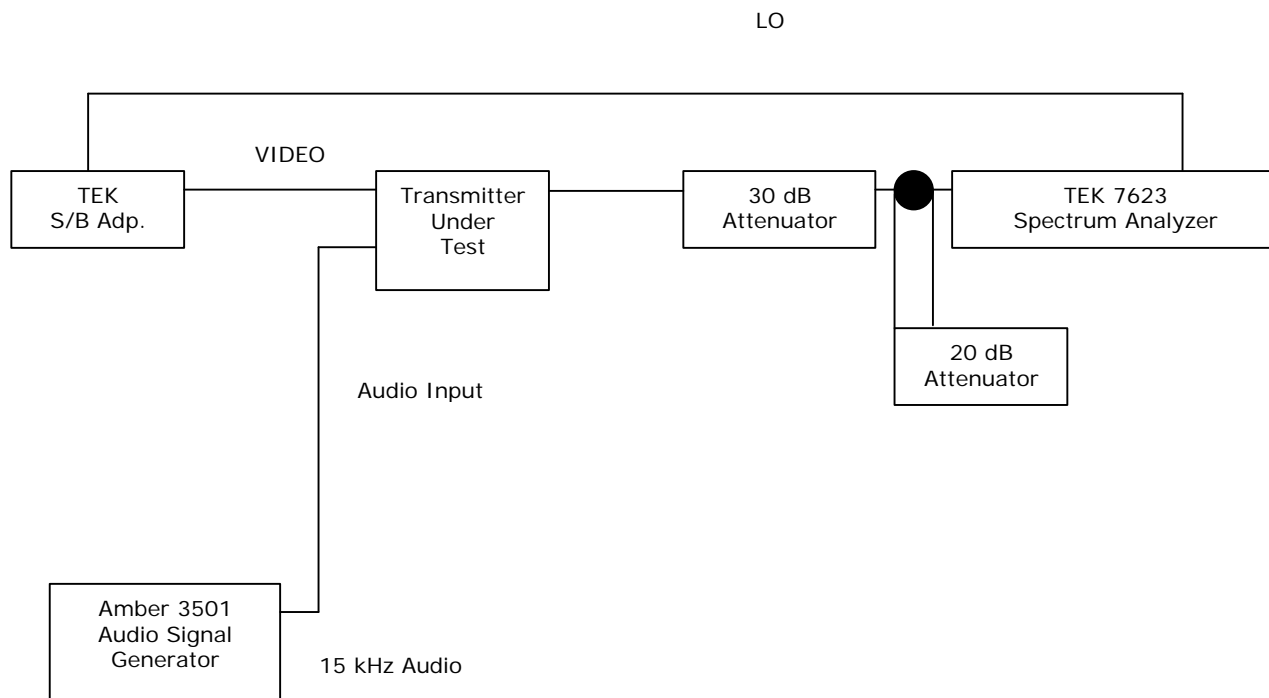 LO
VIDEO
TEK
S/B Adp.
Transmitter
Under
Test
30 dB
Attenuator
TEK 7623
Spectrum Analyzer
20 dB
Attenuator
Audio Input
Amber 3501
Audio Signal
Generator
15 kHz Audio